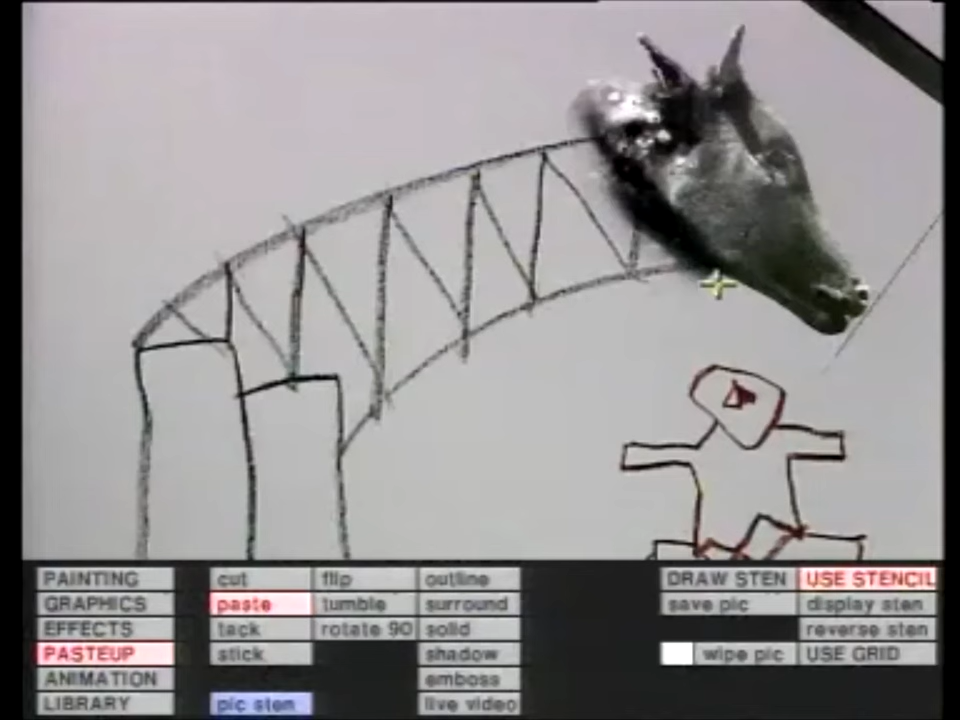 PAINTING cut flip outline DRAW STEN USE STENCIL
GRAPHICS paste tumble surround save pic display sten
EFFECTS tack rotate 90 solid reverse sten
PASTEUP stick shadow wipe pic USE GRID
ANIMATION emboss
LIBRARY pic sten live video